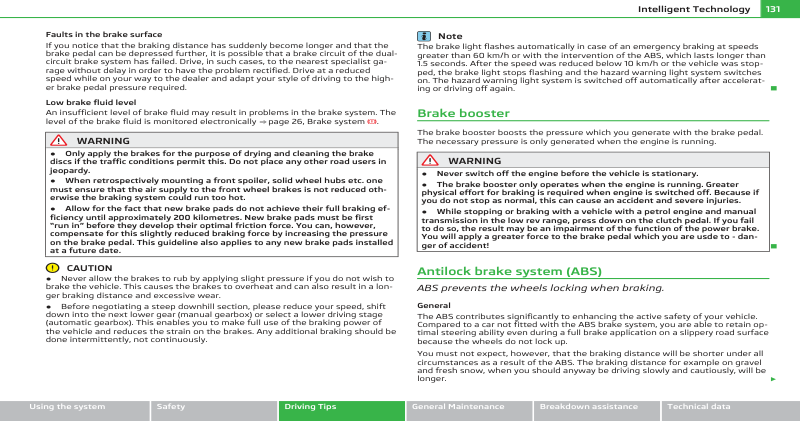 Intelligent Technology 131
Faults in the brake surface
If you notice that the braking distance has suddenly become longer and that the
brake pedal can be depressed further, it is possible that a brake circuit of the dual-
circuit brake system has failed. Drive, in such cases, to the nearest specialist ga-
rage without delay in order to have the problem rectified. Drive at a reduced
speed while on your way to the dealer and adapt your style of driving to the high-
er brake pedal pressure required.
Low brake fluid level
An insufficient level of brake fluid may result in problems in the brake system. The
level of the brake fluid is monitored electronically ⇒ page 26, Brake system.
WARNING
• Only apply the brakes for the purpose of drying and cleaning the brake
discs if the traffic conditions permit this. Do not place any other road users in
jeopardy.
• When retrospectively mounting a front spoiler, solid wheel hubs etc. one
must ensure that the air supply to the front wheel brakes is not reduced oth-
erwise the braking system could run too hot.
• Allow for the fact that new brake pads do not achieve their full braking ef-
ficiency until approximately 200 kilometres. New brake pads must be first
"run in" before they develop their optimal friction force. You can, however,
compensate for this slightly reduced braking force by increasing the pressure
on the brake pedal. This guideline also applies to any new brake pads installed
at a future date.
CAUTION
• Never allow the brakes to rub by applying slight pressure if you do not wish to
brake the vehicle. This causes the brakes to overheat and can also result in a lon-
ger braking distance and excessive wear.
• Before negotiating a steep downhill section, please reduce your speed, shift
down into the next lower gear (manual gearbox) or select a lower driving stage
(automatic gearbox). This enables you to make full use of the braking power of
the vehicle and reduces the strain on the brakes. Any additional braking should be
done intermittently, not continuously.
Note
The brake light flashes automatically in case of an emergency braking at speeds
greater than 60 km/h or with the intervention of the ABS, which lasts longer than
1.5 seconds. After the speed was reduced below 10 km/h or the vehicle was stop-
ped, the brake light stops flashing and the hazard warning light system switches
on. The hazard warning light system is switched off automatically after accelerat-
ing or driving off again.
Brake booster
The brake booster boosts the pressure which you generate with the brake pedal.
The necessary pressure is only generated when the engine is running.
WARNING
• Never switch off the engine before the vehicle is stationary.
• The brake booster only operates when the engine is running. Greater
physical effort for braking is required when engine is switched off. Because if
you do not stop as normal, this can cause an accident and severe injuries.
• While stopping or braking with a vehicle with a petrol engine and manual
transmission in the low rev range, press down on the clutch pedal. If you fail
to do so, the result may be an impairment of the function of the power brake.
You will apply a greater force to the brake pedal which you are usde to - dan-
ger of accident!
Antilock brake system (ABS)
ABS prevents the wheels locking when braking.
General
The ABS contributes significantly to enhancing the active safety of your vehicle.
Compared to a car not fitted with the ABS brake system, you are able to retain op-
timal steering ability even during a full brake application on a slippery road surface
because the wheels do not lock up.
You must not expect, however, that the braking distance will be shorter under all
circumstances as a result of the ABS. The braking distance for example on gravel
and fresh snow, when you should anyway be driving slowly and cautiously, will be
longer.
Using the system Safety Driving Tips General Maintenance Breakdown assistance Technical data